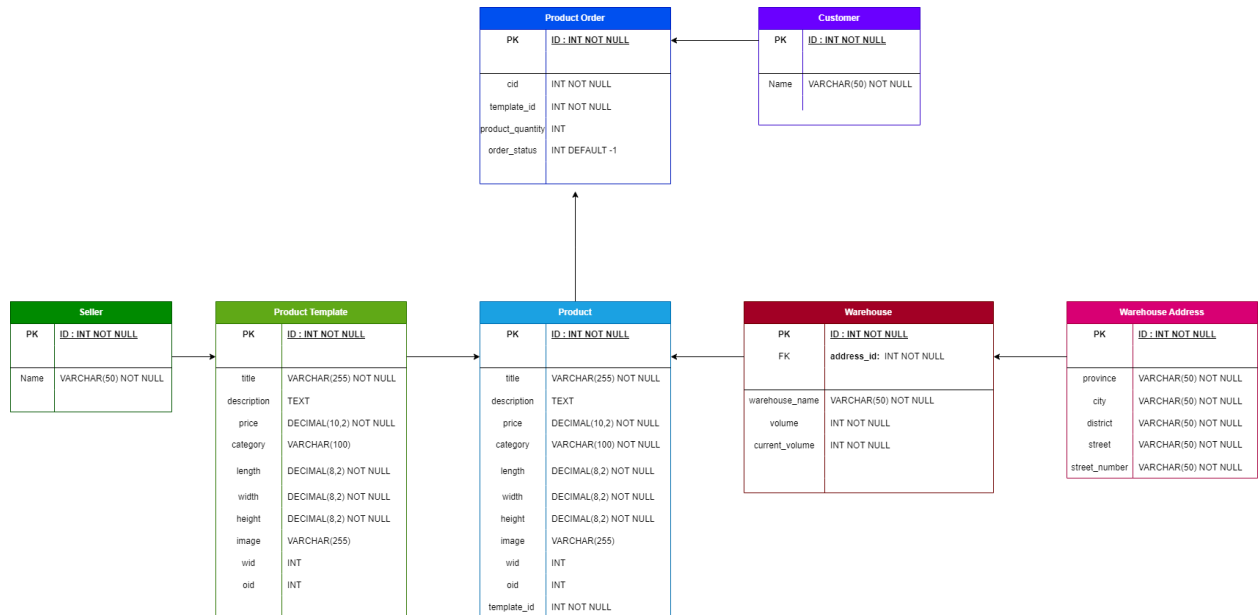 Product Order
PK ID : INT NOT NULL
cid INT NOT NULL
template_id INT NOT NULL
product_quantity INT
order_status INT DEFAULT -1
Customer
PK ID : INT NOT NULL
Name VARCHAR(50) NOT NULL
Seller
PK ID : INT NOT NULL
Name VARCHAR(50) NOT NULL
Product Template
PK ID : INT NOT NULL
title VARCHAR(255) NOT NULL
description TEXT
price DECIMAL(10,2) NOT NULL
category VARCHAR(100)
length DECIMAL(8,2) NOT NULL
width DECIMAL(8,2) NOT NULL
height DECIMAL(8,2) NOT NULL
image VARCHAR(255)
wid INT
oid INT
Product
PK ID : INT NOT NULL
title VARCHAR(255) NOT NULL
description TEXT
price DECIMAL(10,2) NOT NULL
category VARCHAR(100) NOT NULL
length DECIMAL(8,2) NOT NULL
width DECIMAL(8,2) NOT NULL
height DECIMAL(8,2) NOT NULL
image VARCHAR(255)
wid INT
oid INT
template_id INT NOT NULL
Warehouse
PK ID : INT NOT NULL
FK address_id: INT NOT NULL
warehouse_name VARCHAR(50) NOT NULL
volume INT NOT NULL
current_volume INT NOT NULL
Warehouse Address
PK ID : INT NOT NULL
province VARCHAR(50) NOT NULL
city VARCHAR(50) NOT NULL
district VARCHAR(50) NOT NULL
street VARCHAR(50) NOT NULL
street_number VARCHAR(50) NOT NULL